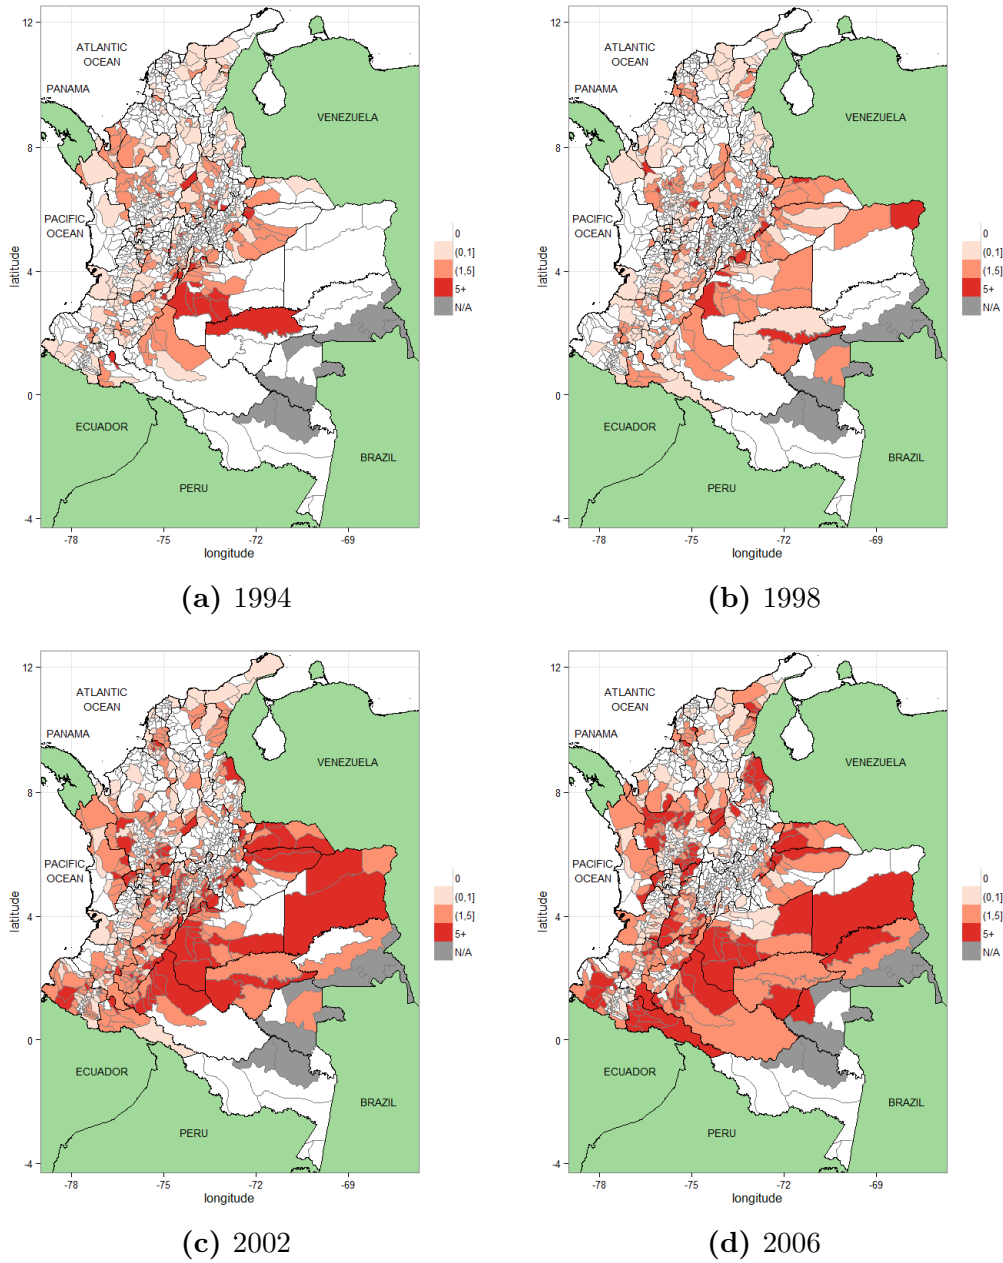 12
8
4
0
-4
latitude
ATLANTIC
OCEAN
PANAMA
VENEZUELA
PACIFIC
OCEAN
ECUADOR
PERU
BRAZIL
0
(0,1]
(1,5]
5+
N/A
-78
-75
-72
-69
longitude
(a) 1994
12
8
4
0
-4
latitude
ATLANTIC
OCEAN
PANAMA
VENEZUELA
PACIFIC
OCEAN
ECUADOR
PERU
BRAZIL
0
(0,1]
(1,5]
5+
N/A
-78
-75
-72
-69
longitude
(b) 1998
12
8
4
0
-4
latitude
ATLANTIC
OCEAN
PANAMA
VENEZUELA
PACIFIC
OCEAN
ECUADOR
PERU
BRAZIL
0
(0,1]
(1,5]
5+
N/A
-78
-75
-72
-69
longitude
(c) 2002
12
8
4
0
-4
latitude
ATLANTIC
OCEAN
PANAMA
VENEZUELA
PACIFIC
OCEAN
ECUADOR
PERU
BRAZIL
0
(0,1]
(1,5]
5+
N/A
-78
-75
-72
-69
longitude
(d) 2006